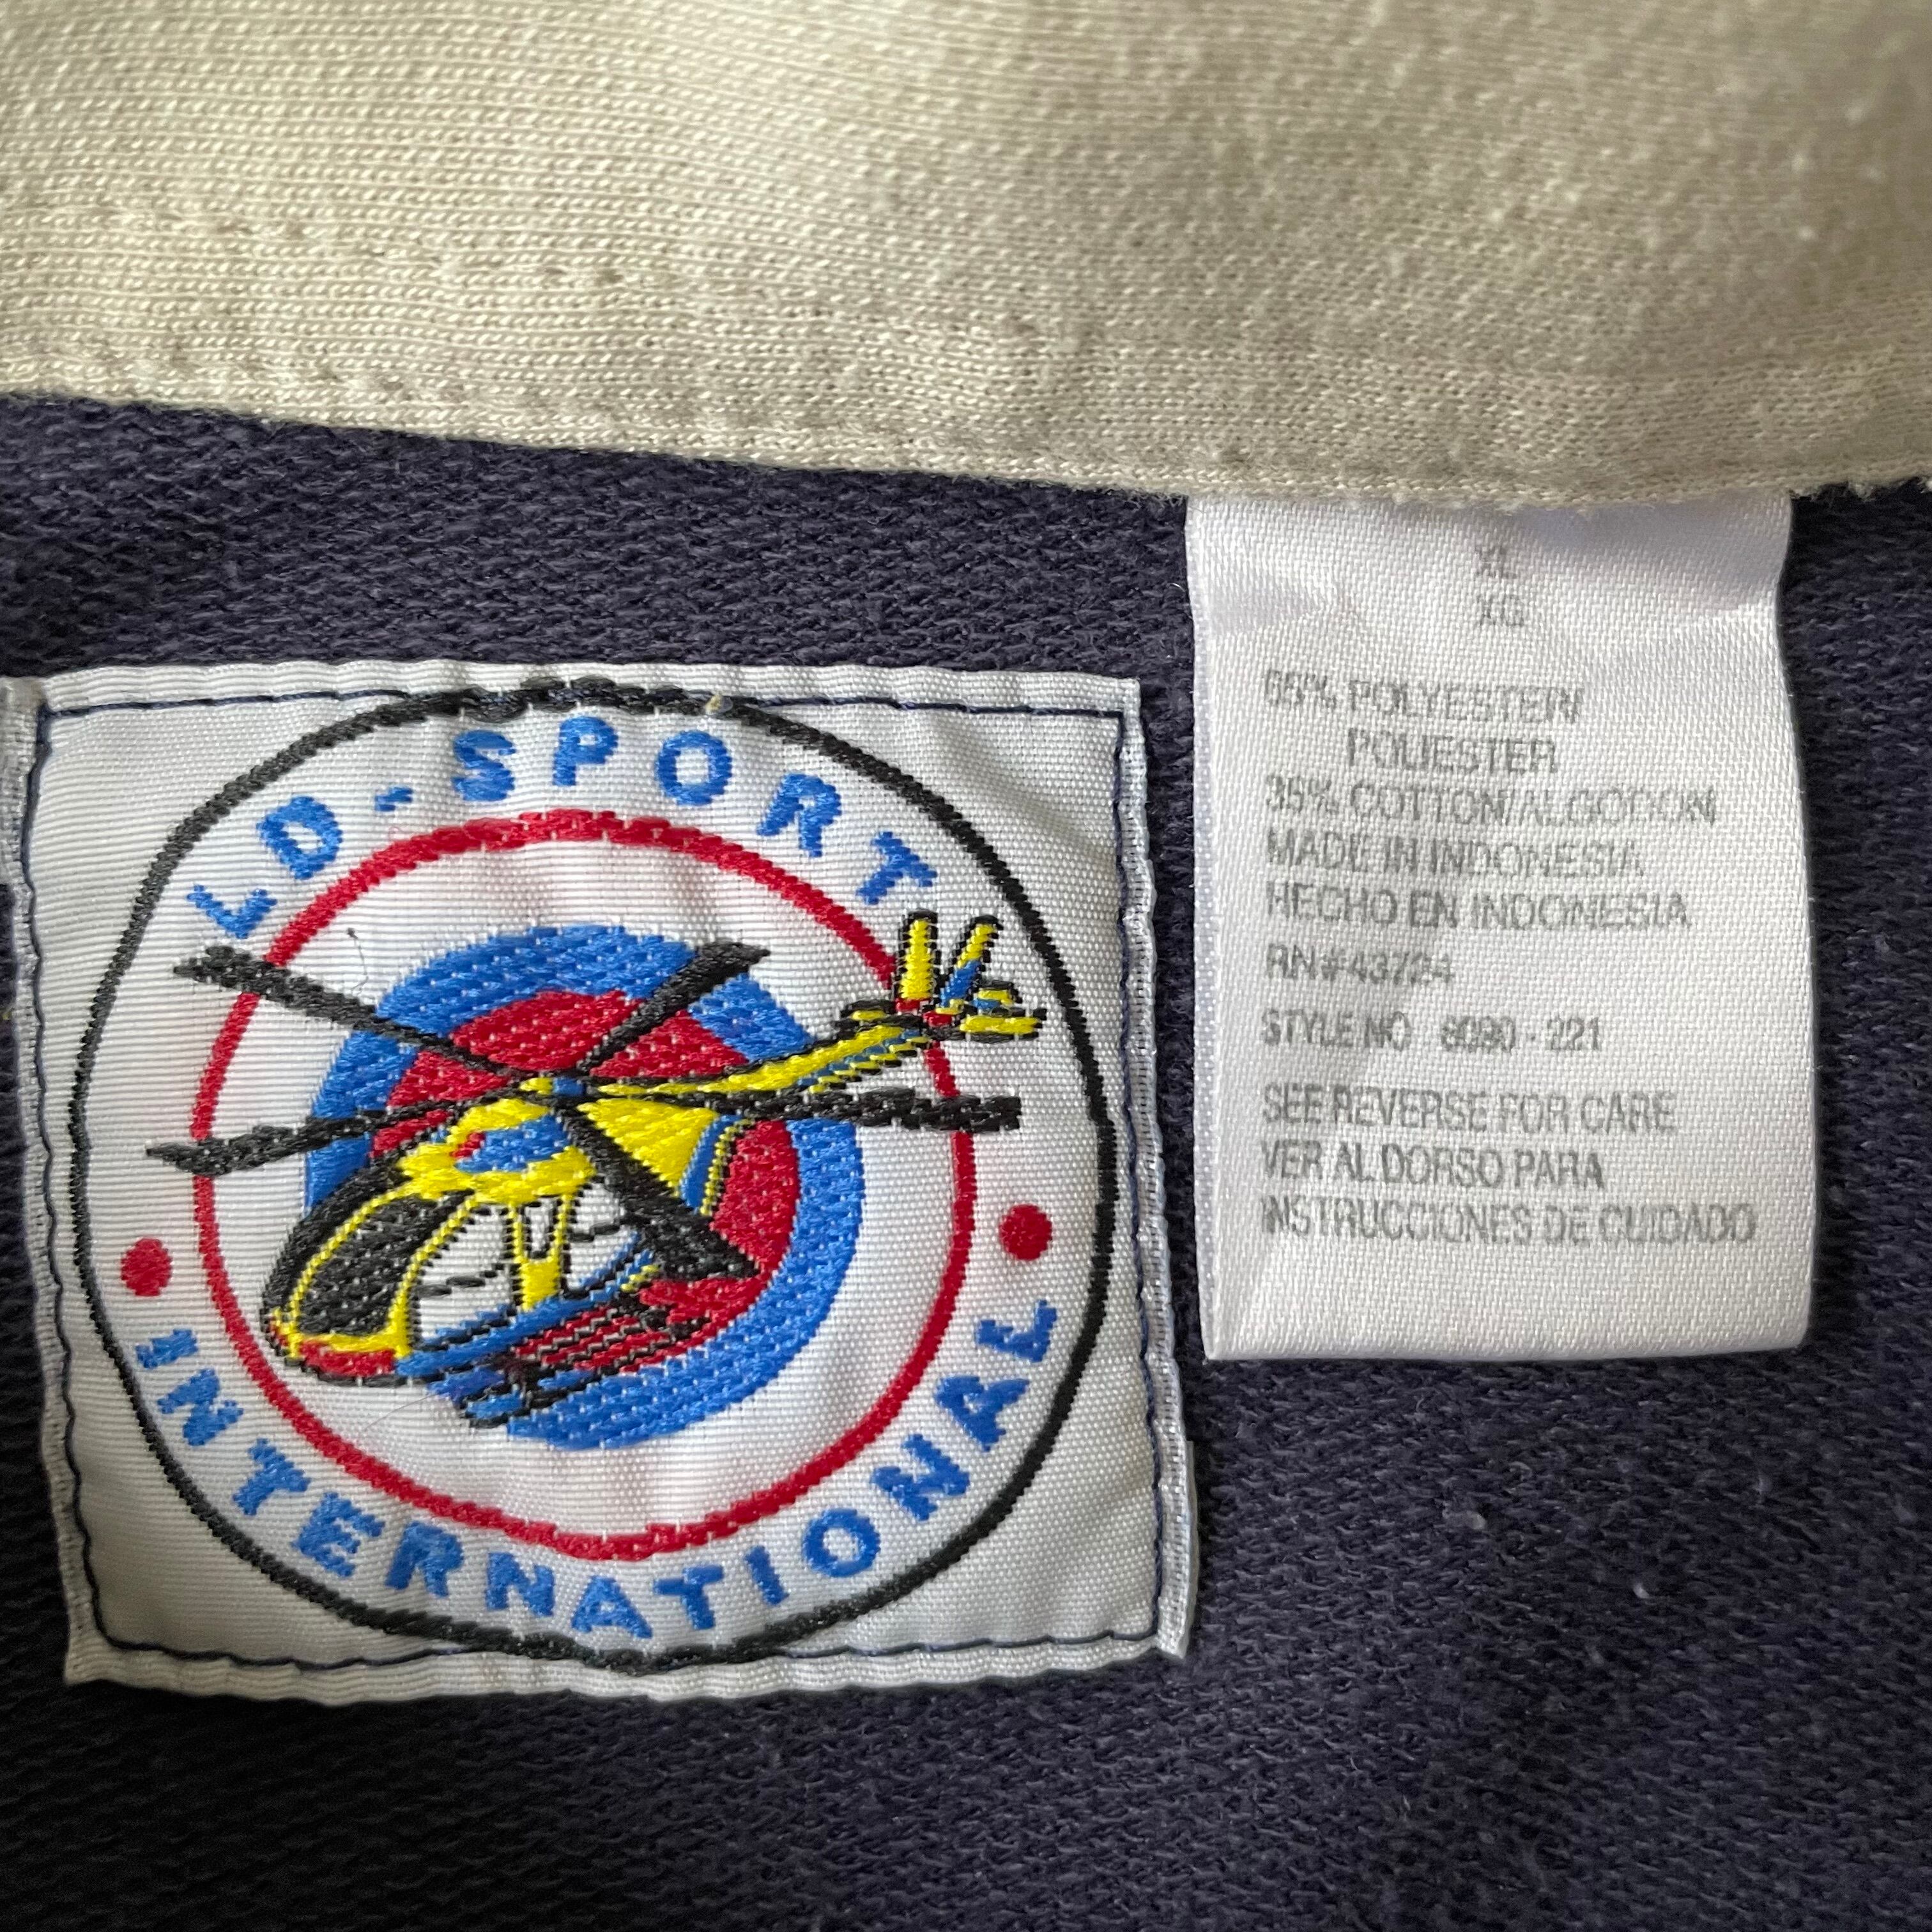 LD-SPORT
INTERNATIONAL
XL
XG
65% POLYESTER/
POLIESTER
35% COTTON/ALGODON
MADE IN INDONESIA
HECHO EN INDONESIA
RN#43724
STYLE NO 6090 - 221
SEE REVERSE FOR CARE
VER AL DORSO PARA
INSTRUCCIONES DE CUIDADO